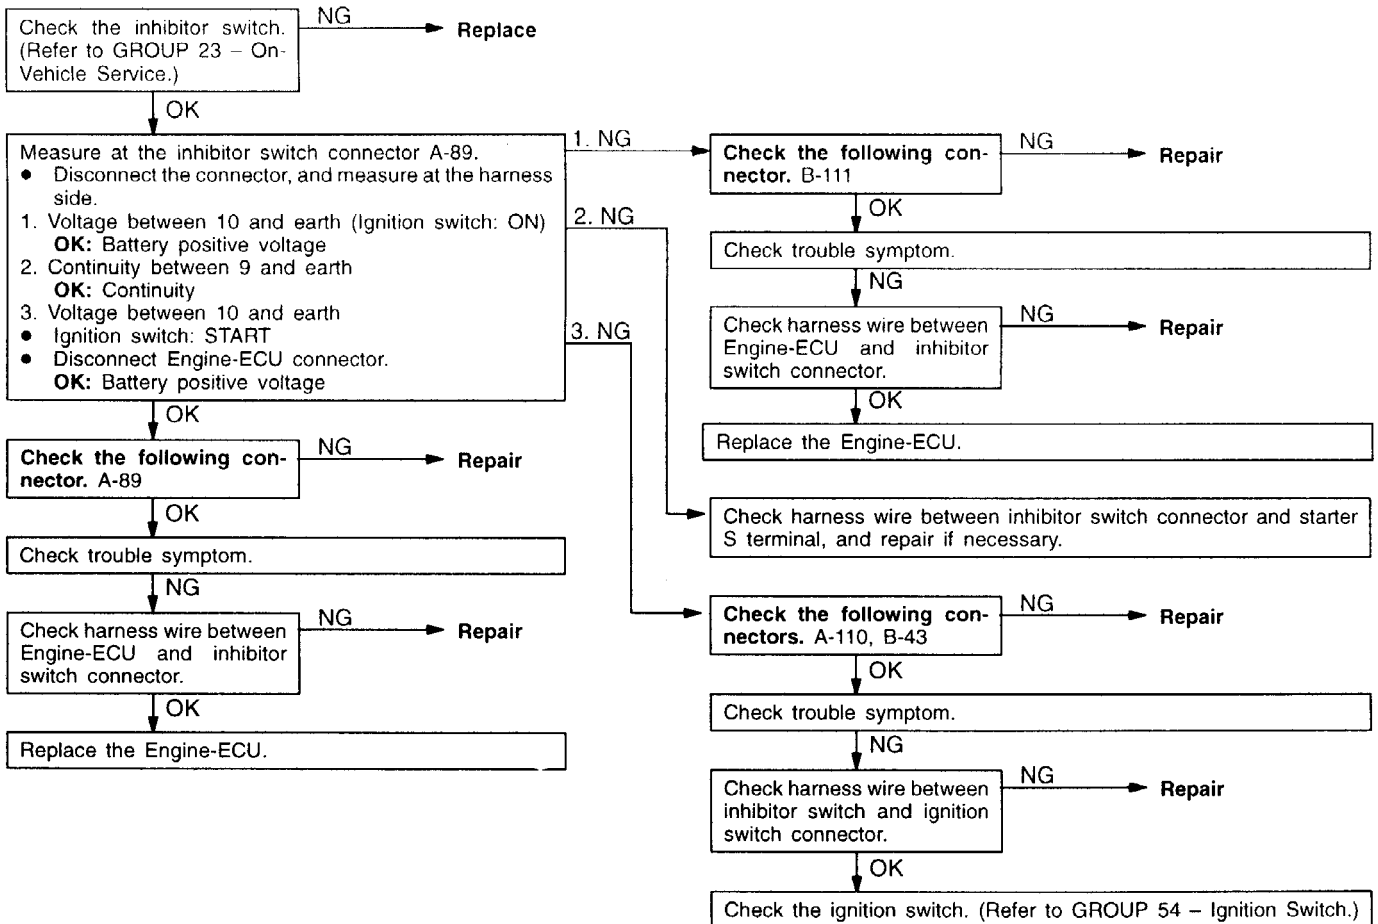 Check the inhibitor switch.
(Refer to GROUP 23 – On-
Vehicle Service.)
NG
Replace
OK
Measure at the inhibitor switch connector A-89.
● Disconnect the connector, and measure at the harness
side.
1. Voltage between 10 and earth (Ignition switch: ON)
OK: Battery positive voltage
2. Continuity between 9 and earth
OK: Continuity
3. Voltage between 10 and earth
● Ignition switch: START
● Disconnect Engine-ECU connector.
OK: Battery positive voltage
OK
Check the following con-
nector. A-89
NG
Repair
OK
Check trouble symptom.
NG
Check harness wire between
Engine-ECU and inhibitor
switch connector.
NG
Repair
OK
Replace the Engine-ECU.
1. NG
Check the following con-
nector. B-111
NG
Repair
OK
Check trouble symptom.
NG
Check harness wire between
Engine-ECU and inhibitor
switch connector.
NG
Repair
OK
Replace the Engine-ECU.
2. NG
Check harness wire between inhibitor switch connector and starter
S terminal, and repair if necessary.
3. NG
Check the following con-
nectors. A-110, B-43
NG
Repair
OK
Check trouble symptom.
NG
Check harness wire between
inhibitor switch and ignition
switch connector.
NG
Repair
OK
Check the ignition switch. (Refer to GROUP 54 – Ignition Switch.)